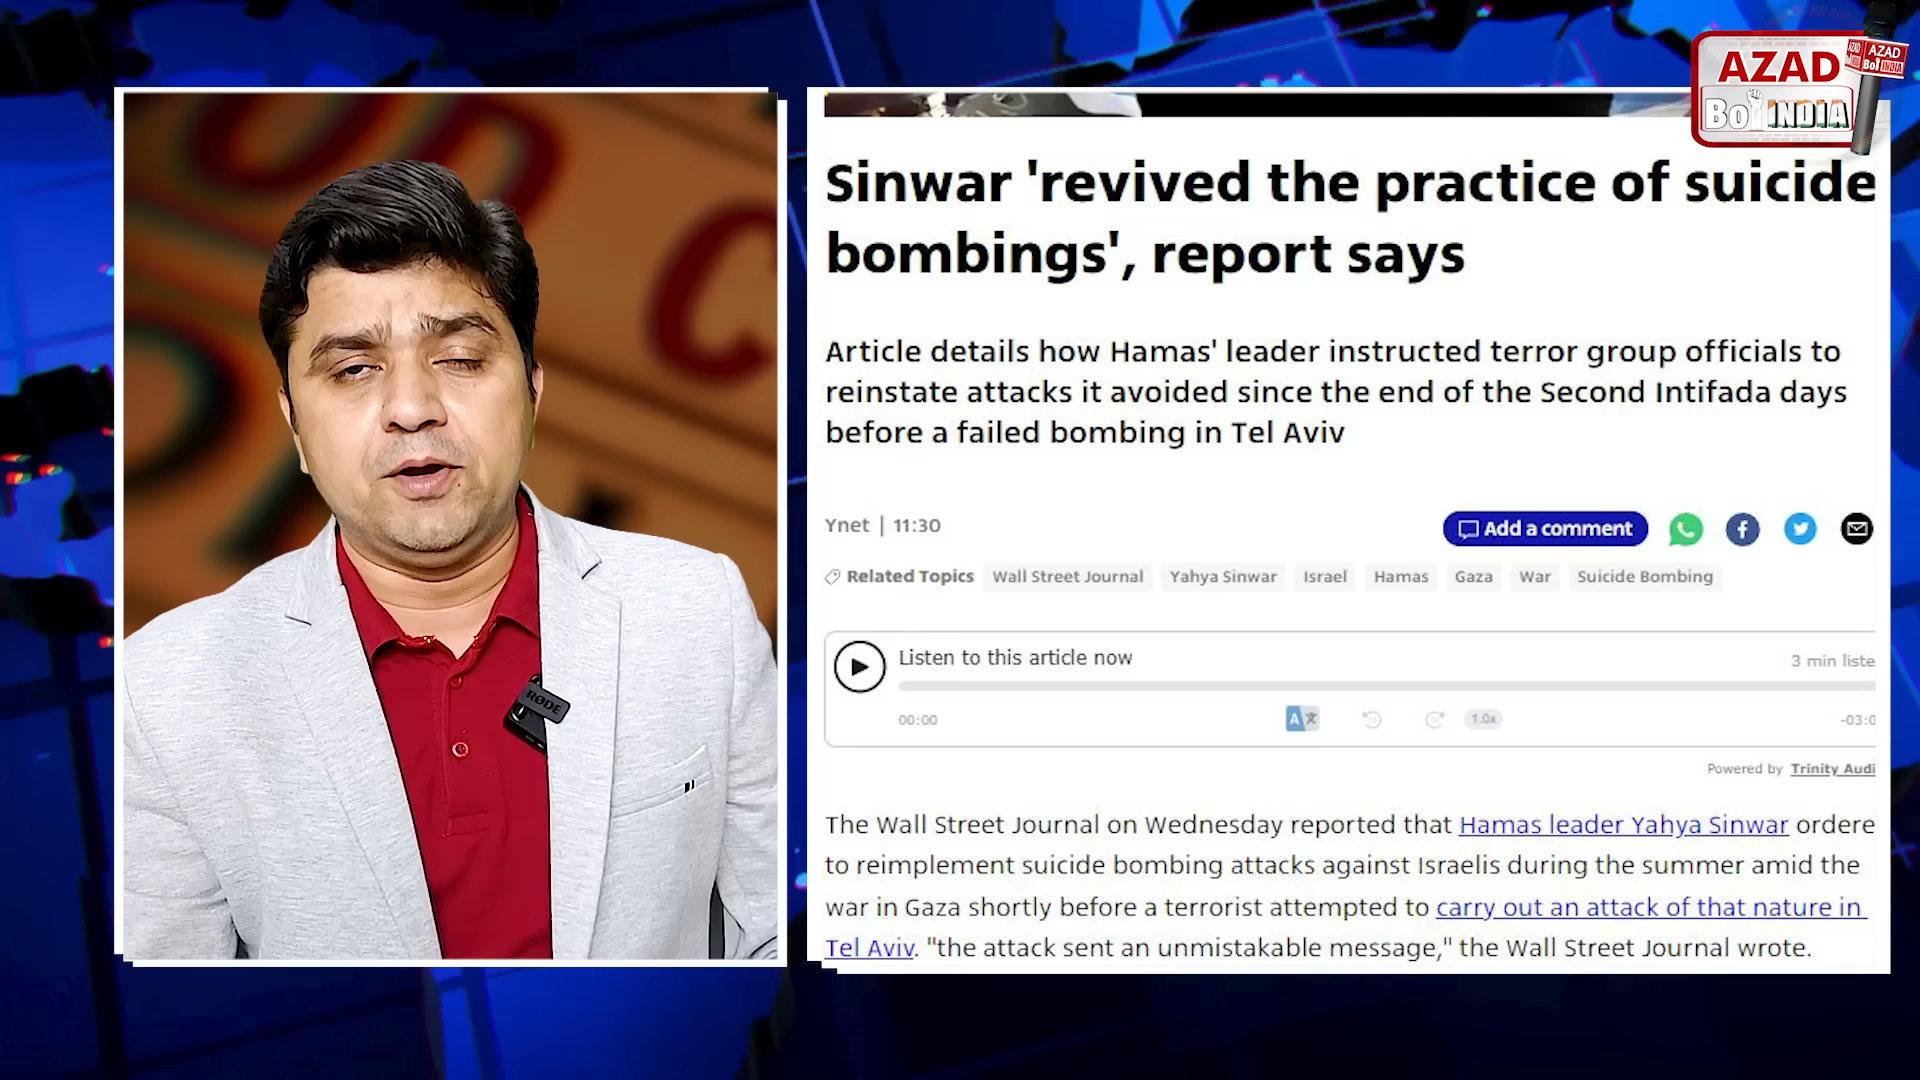 AZAD
Bol INDIA
AZAD
Bol INDIA
Sinwar 'revived the practice of suicide
bombings', report says
Article details how Hamas' leader instructed terror group officials to
reinstate attacks it avoided since the end of the Second Intifada days
before a failed bombing in Tel Aviv
Ynet | 11:30
Add a comment
Related Topics Wall Street Journal Yahya Sinwar Israel Hamas Gaza War Suicide Bombing
Listen to this article now
3 min liste
00:00
1.0x
-03:0
Powered by Trinity Audi
The Wall Street Journal on Wednesday reported that Hamas leader Yahya Sinwar ordere
to reimplement suicide bombing attacks against Israelis during the summer amid the
war in Gaza shortly before a terrorist attempted to carry out an attack of that nature in
Tel Aviv. "the attack sent an unmistakable message," the Wall Street Journal wrote.
RØDE